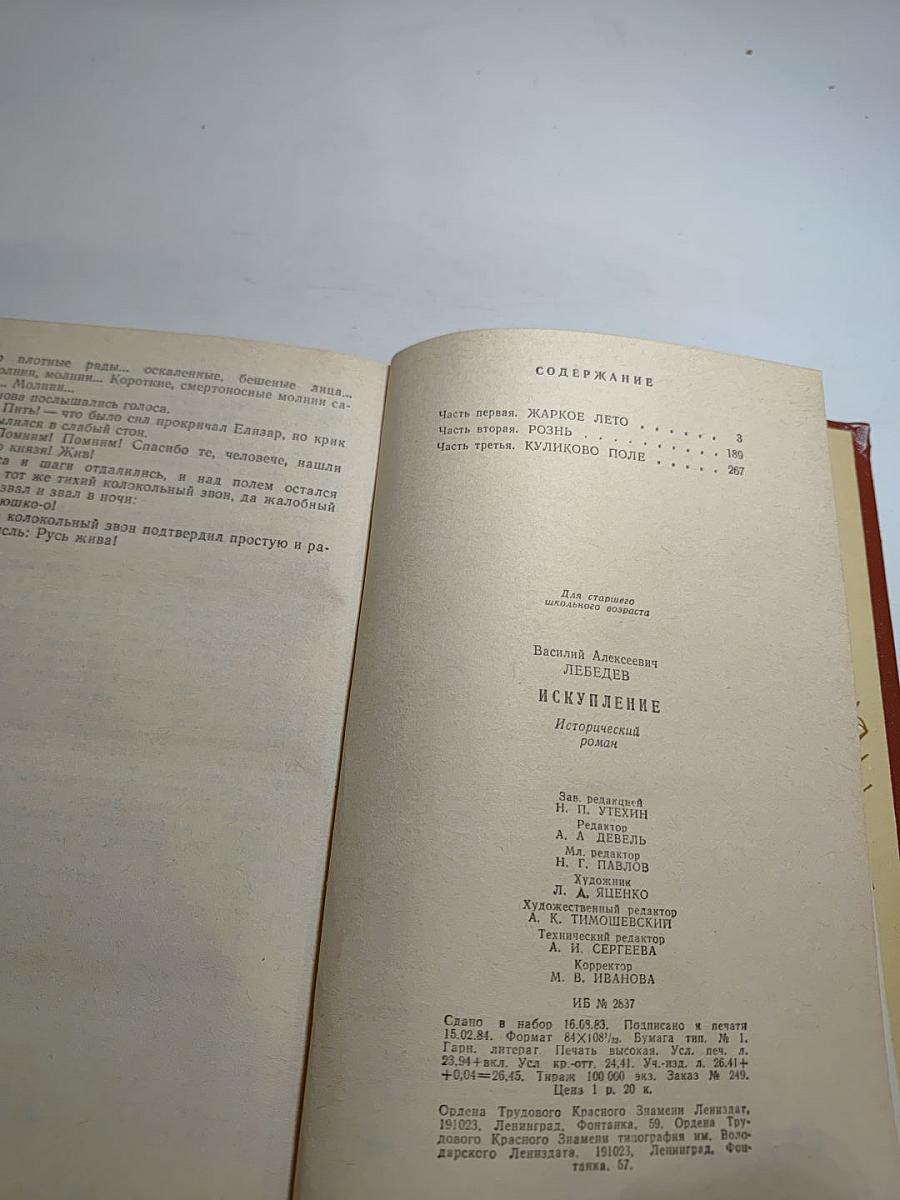 плотные ряды... оскаленные, бешеные лица...
молнии... Короткие, смертоносные молнии са-
... Молнии...
послышались голоса.
Пить! — что было сил прокричал Елизар, но крик
в слабый стон.
Помним! Помним! Спасибо те, человече, нашли
князя! Жив!
и шаги отдалились, и над полем остался
тот же тихий колокольный звон, да жалобный
звал и звал в ночи:
колокольный звон подтвердил простую и ра-
Русь жива!
СОДЕРЖАНИЕ
Часть первая. ЖАРКОЕ ЛЕТО . . . . . . 3
Часть вторая. РОЗНЬ . . . . . . . . . 189
Часть третья. КУЛИКОВО ПОЛЕ . . . . . 267
Для старшего
школьного возраста
Василий Алексеевич
ЛЕБЕДЕВ
ИСКУПЛЕНИЕ
Исторический
роман
Зав. редакцией
Н. П. УТЕХИН
Редактор
А. А ДЕВЕЛЬ
Мл. редактор
Н. Г. ПАВЛОВ
Художник
Л. А. ЯЦЕНКО
Художественный редактор
А. К. ТИМОШЕВСКИЙ
Технический редактор
А. И. СЕРГЕЕВА
Корректор
М. В. ИВАНОВА
ИБ № 2837
Сдано в набор 16.08.83. Подписано к печати
15.02.84. Формат 84×108¹/₃₂. Бумага тип. № 1.
Гарн. литерат. Печать высокая. Усл. печ. л.
23,94+вкл. Усл кр.-отт. 24,41. Уч.-изд. л. 26,41+
+0,04=26,45. Тираж 100 000 экз. Заказ № 249.
Цена 1 р. 20 к.
Ордена Трудового Красного Знамени Лениздат,
191023, Ленинград, Фонтанка, 59. Ордена Тру-
дового Красного Знамени типография им. Воло-
дарского Лениздата, 191023, Ленинград, Фон-
танка, 57.